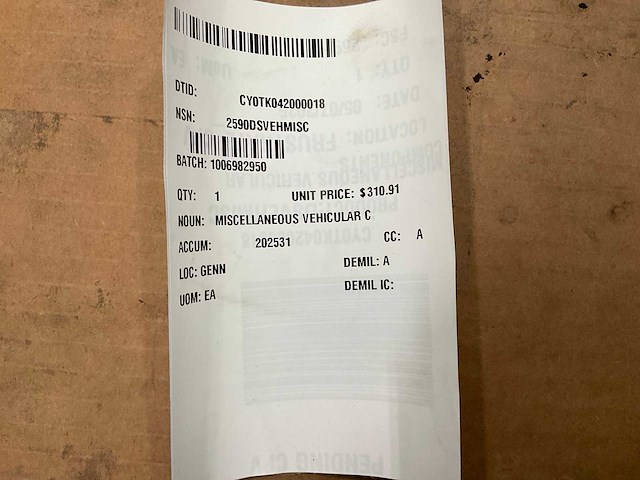 DTID: CYOTK042000018
NSN: 2590DSVEHMISC
BATCH: 1006982950
QTY: 1 UNIT PRICE: $310.91
NOUN: MISCELLANEOUS VEHICULAR C
ACCUM: 202531 CC: A
LOC: GENN DEMIL: A
UOM: EA DEMIL IC:
PENDING